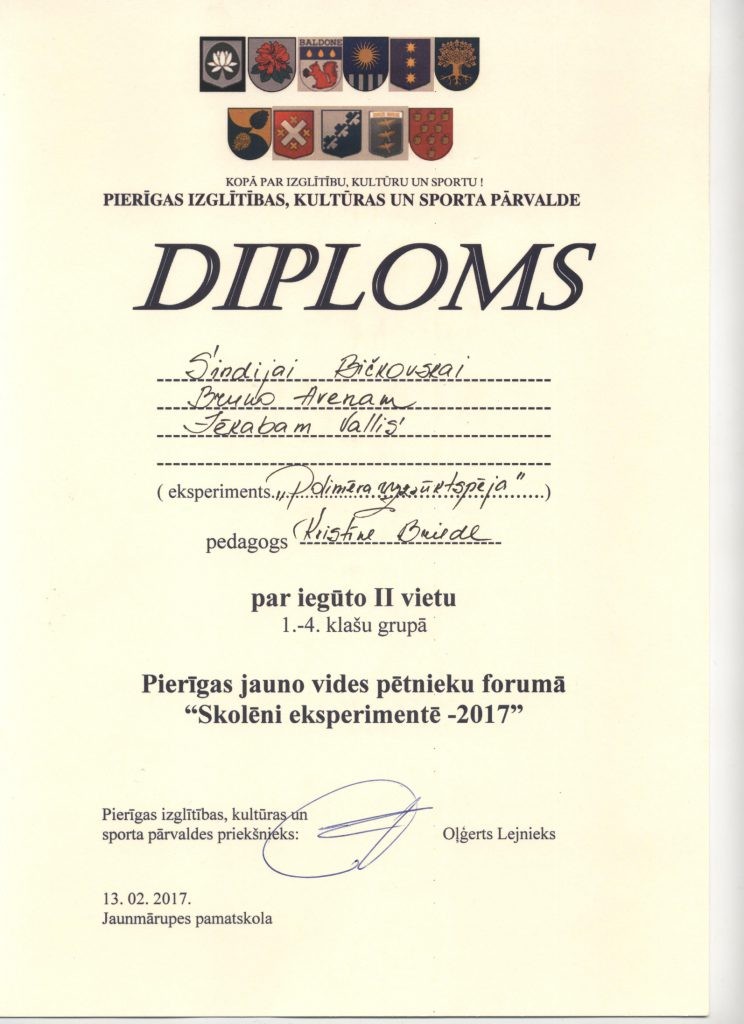 BALDONE
KOPĀ PAR IZGLĪTĪBU, KULTŪRU UN SPORTU !
PIERĪGAS IZGLĪTĪBAS, KULTŪRAS UN SPORTA PĀRVALDE
DIPLOMS
Sindijai Bičkovskai
Bruno Avenam
Jēkabam Vallis
( eksperiments „Polimēra uzsūktspēja” )
pedagogs Kristīne Briede
par iegūto II vietu
1.-4. klašu grupā
Pierīgas jauno vides pētnieku forumā
“Skolēni eksperimentē -2017”
Pierīgas izglītības, kultūras un
sporta pārvaldes priekšnieks: Oļģerts Lejnieks
13. 02. 2017.
Jaunmārupes pamatskola